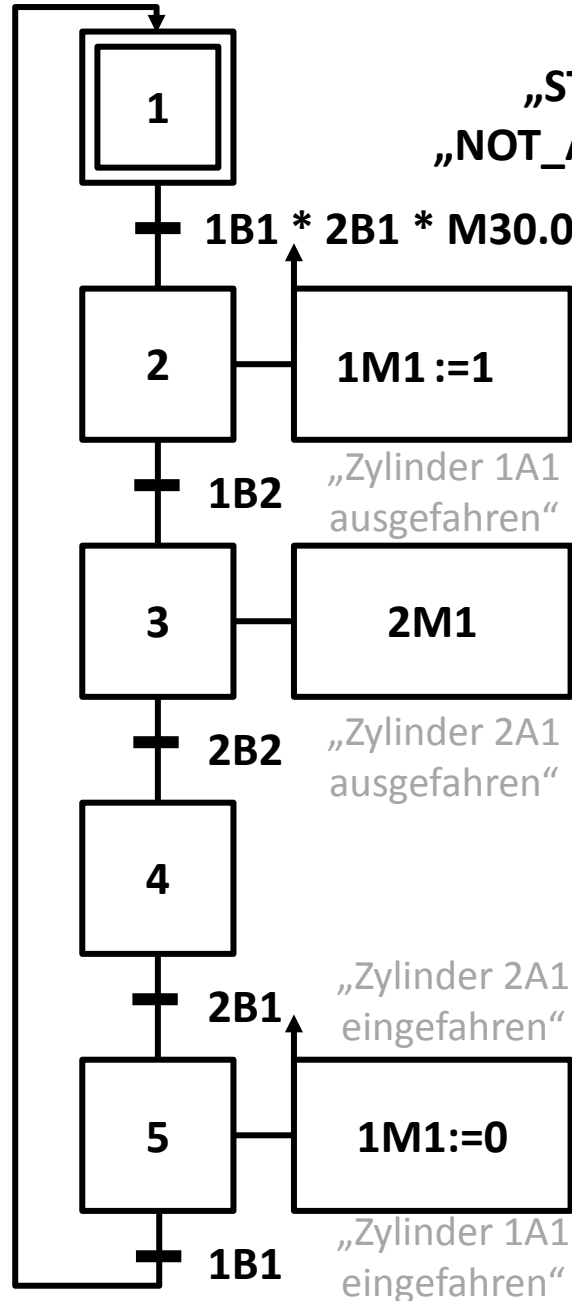 1
„ST
„NOT_A
1B1 * 2B1 * M30.0
2
1M1 :=1
1B2
„Zylinder 1A1
ausgefahren“
3
2M1
2B2
„Zylinder 2A1
ausgefahren“
4
2B1
„Zylinder 2A1
eingefahren“
5
1M1:=0
1B1
„Zylinder 1A1
eingefahren“